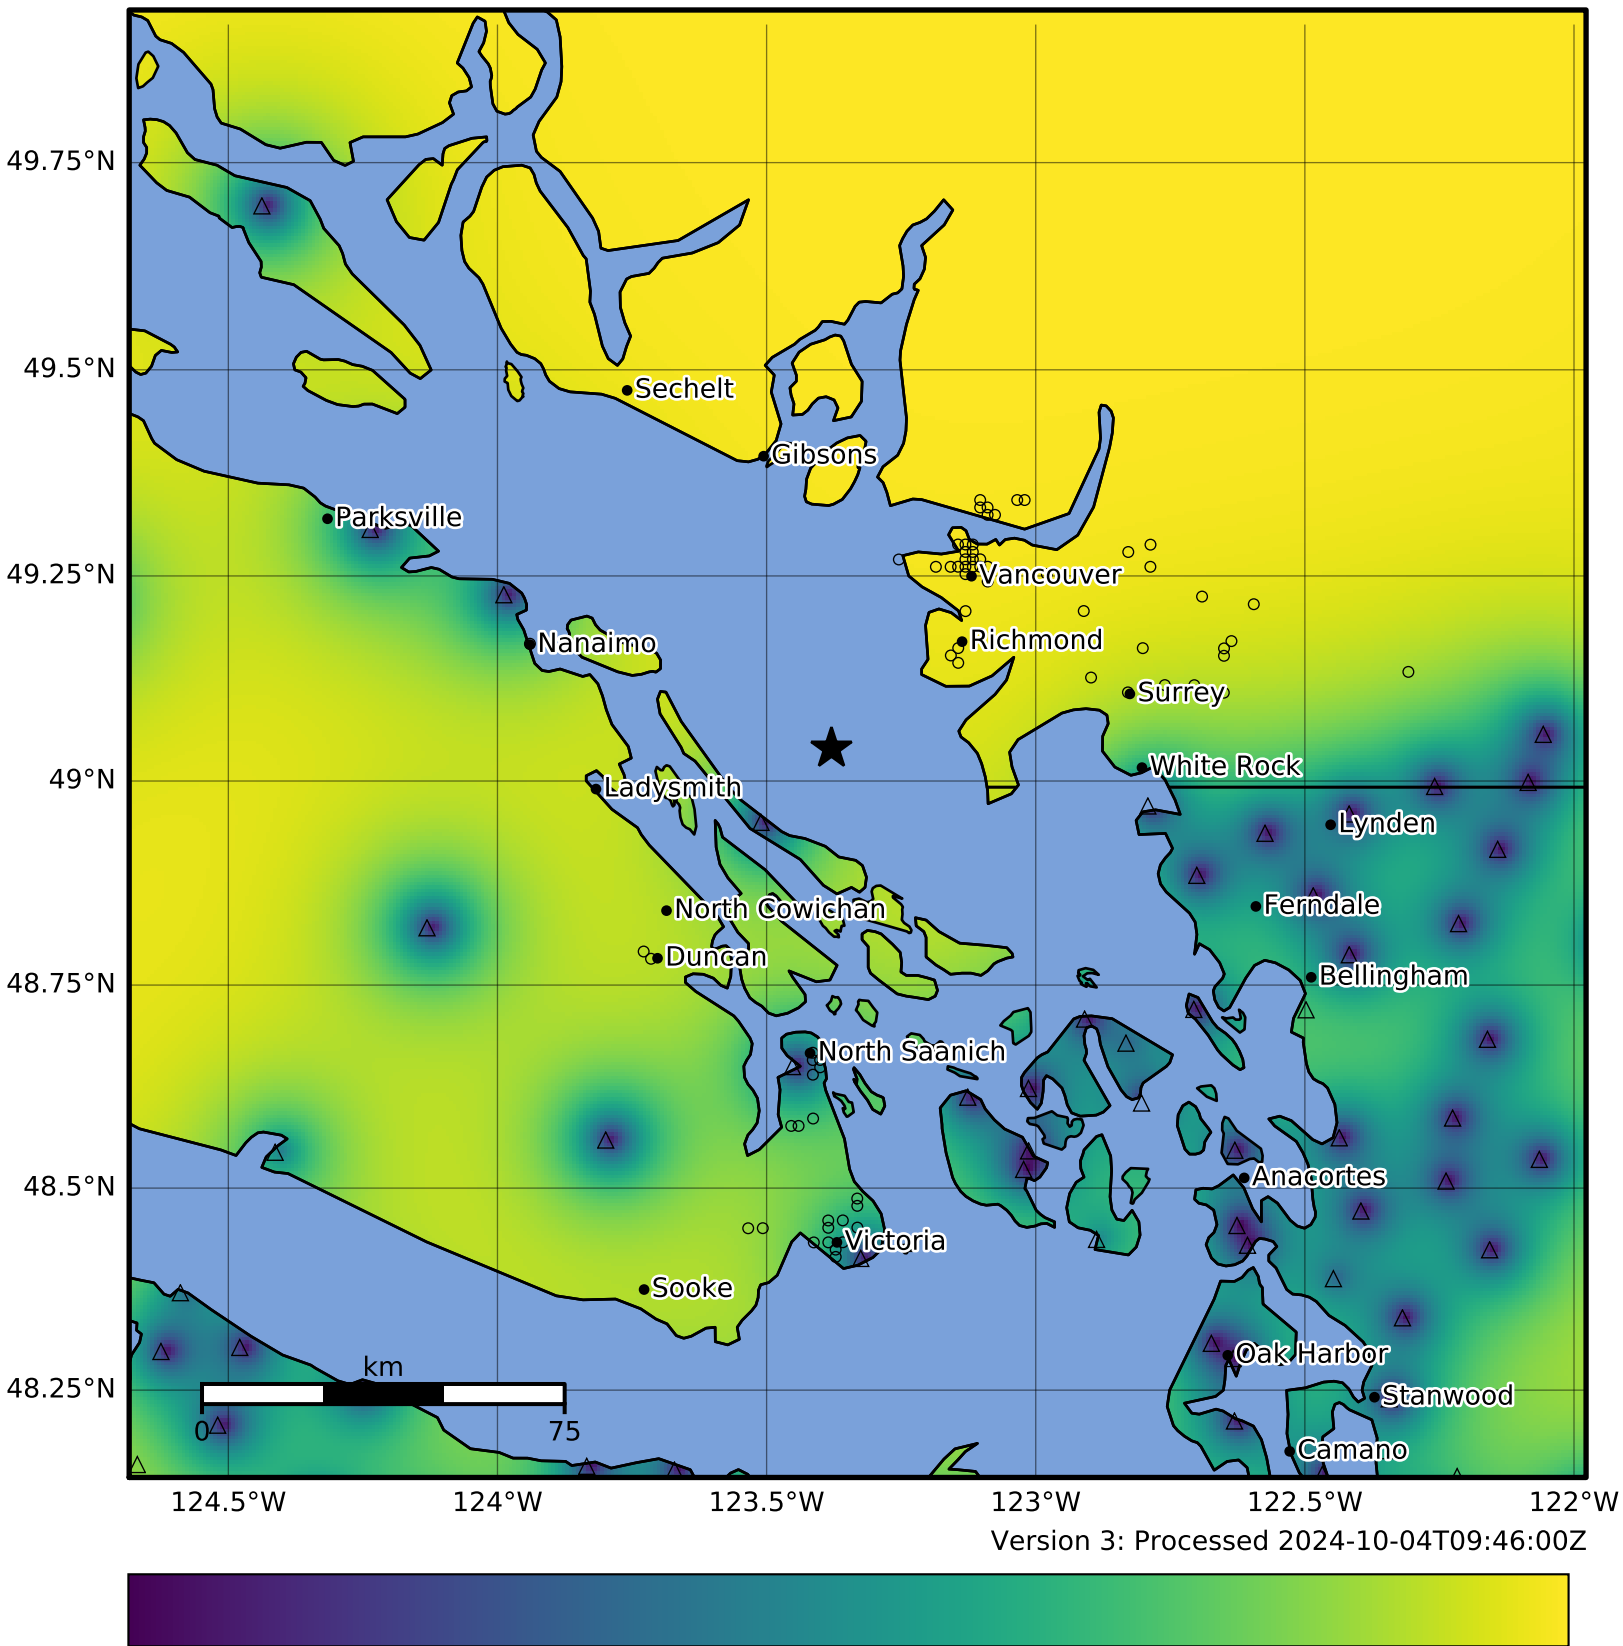 49.75°N
49.5°N
Sechelt
Gibsons
Parksville
49.25°N
Vancouver
Nanaimo
Richmond
Surrey
White Rock
49°N
Ladysmith
Lynden
Ferndale
North Cowichan
Duncan
Bellingham
48.75°N
North Saanich
Anacortes
48.5°N
Victoria
Sooke
Oak Harbor
km
48.25°N
Stanwood
0
75
Camano
124.5°W
124°W
123.5°W
123°W
122.5°W
122°W
Version 3: Processed 2024-10-04T09:46:00Z